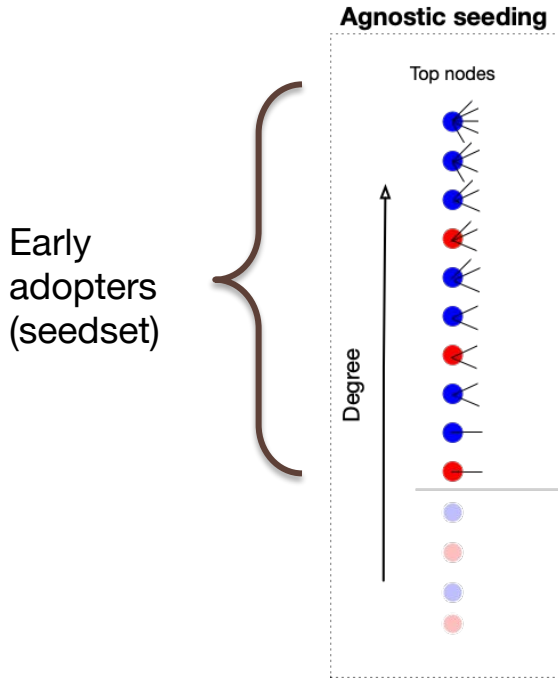 Agnostic seeding
Top nodes
Early
adopters
(seedset)
Degree